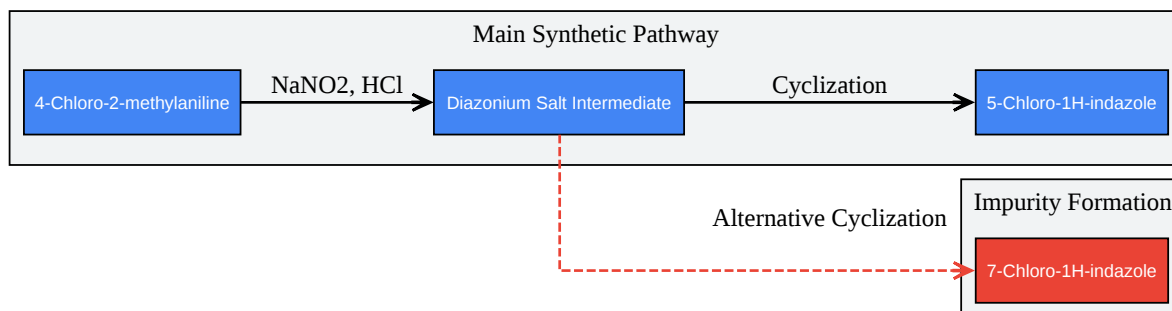 Main Synthetic Pathway
4-Chloro-2-methylaniline
NaNO2, HCl
Diazonium Salt Intermediate
Cyclization
5-Chloro-1H-indazole
Alternative Cyclization
Impurity Formation
7-Chloro-1H-indazole